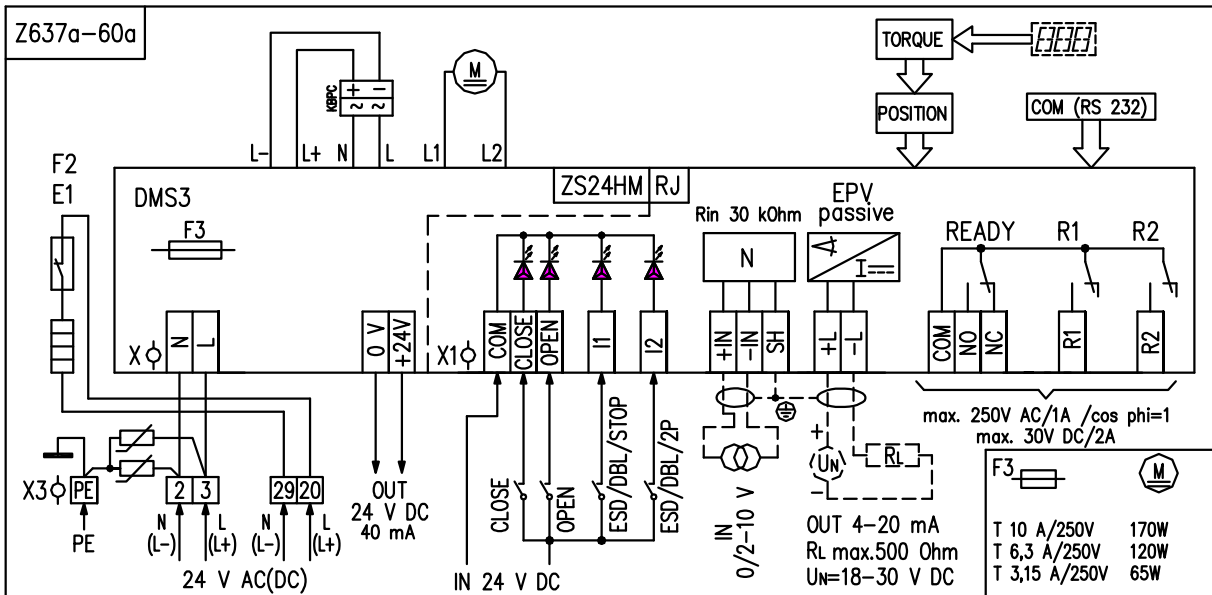 Z637a-60a
TORQUE
EEEE
POSITION
COM (RS 232)
KBPC
+ −
~ ~
M
L- L+ N L L1 L2
F2
E1
DMS3
F3
ZS24HM RJ
Rin 30 kOhm
N
EPV
passive
I
READY R1 R2
X
N
L
0 V
+24V
X1
COM
CLOSE
OPEN
I1
I2
+IN
-IN
SH
+L
-L
COM
NO
NC
R1
R2
max. 250V AC/1A /cos phi=1
max. 30V DC/2A
X3
PE
2 3
29 20
PE
N
(L-)
L
(L+)
N
(L-)
L
(L+)
24 V AC(DC)
OUT
24 V DC
40 mA
CLOSE
OPEN
ESD/DBL/STOP
ESD/DBL/2P
IN 24 V DC
IN
0/2-10 V
+
UN
−
RL
OUT 4-20 mA
RL max.500 Ohm
UN=18-30 V DC
F3
M
T 10 A/250V 170W
T 6,3 A/250V 120W
T 3,15 A/250V 65W